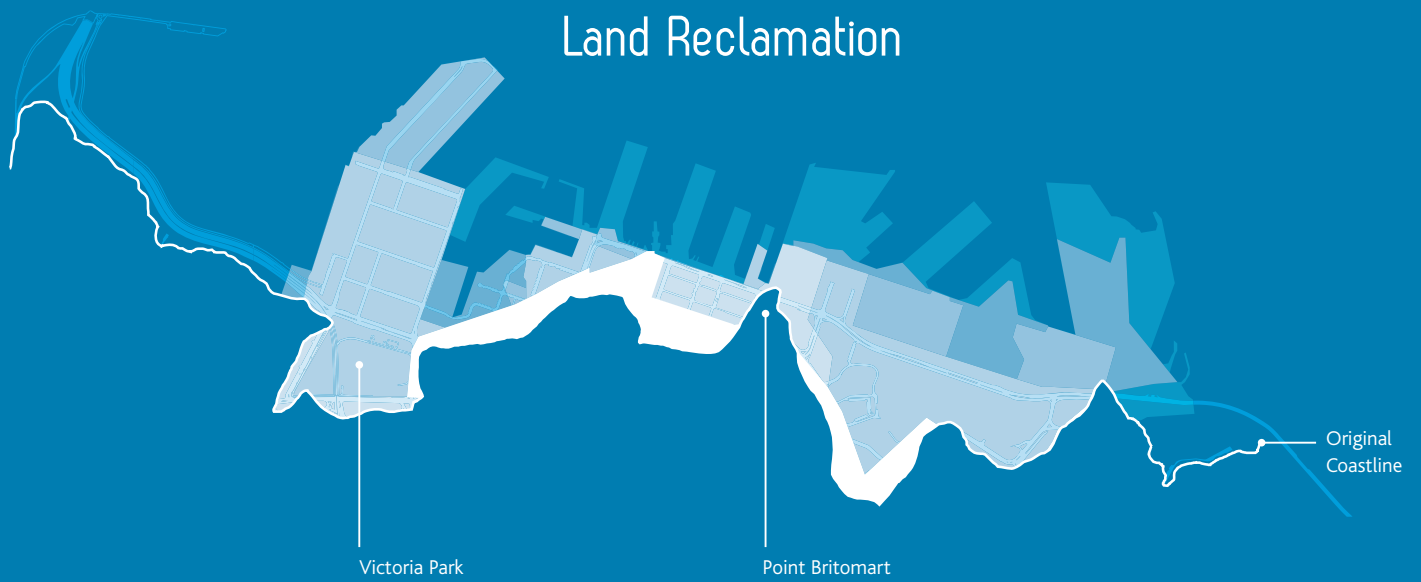 Land Reclamation
Original
Coastline
Victoria Park
Point Britomart